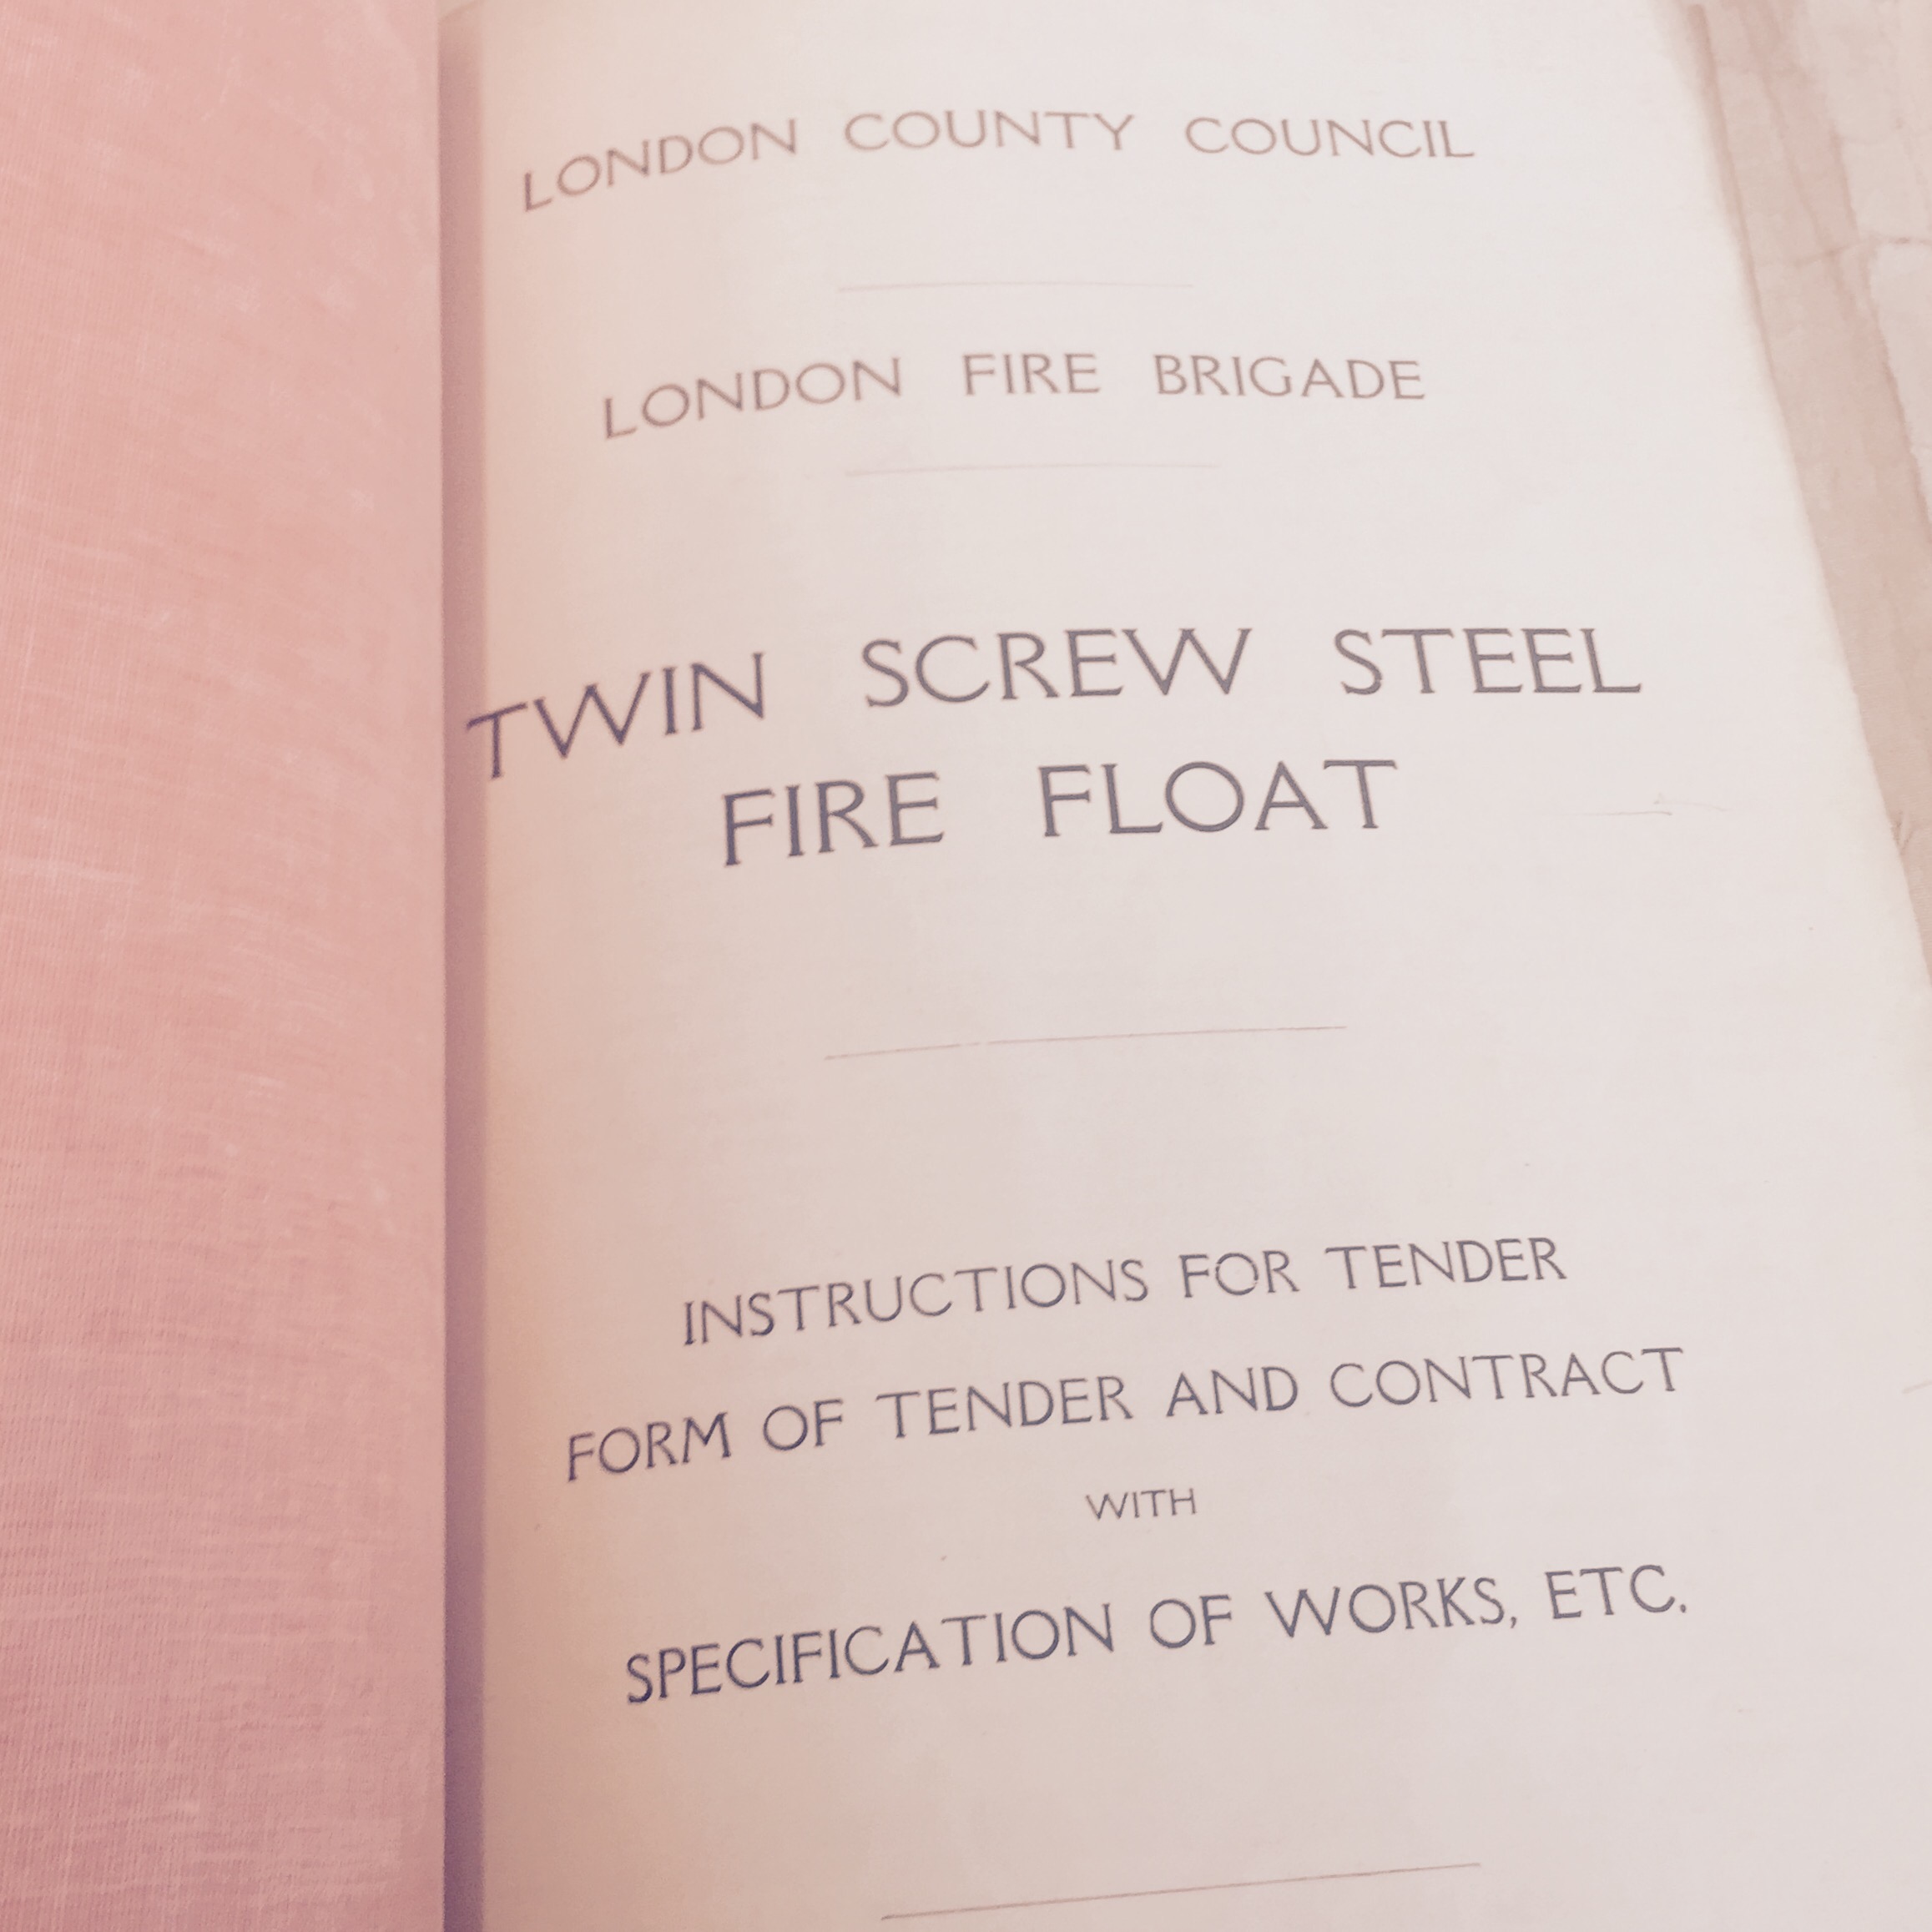 LONDON COUNTY COUNCIL
LONDON FIRE BRIGADE
TWIN SCREW STEEL
FIRE FLOAT
INSTRUCTIONS FOR TENDER
FORM OF TENDER AND CONTRACT
WITH
SPECIFICATION OF WORKS, ETC.